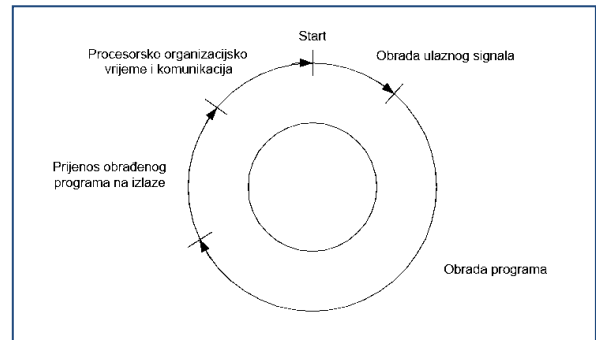 Start
Procesorsko organizacijsko
vrijeme i komunikacija
Obrada ulaznog signala
Prijenos obrađenog
programa na izlaze
Obrada programa